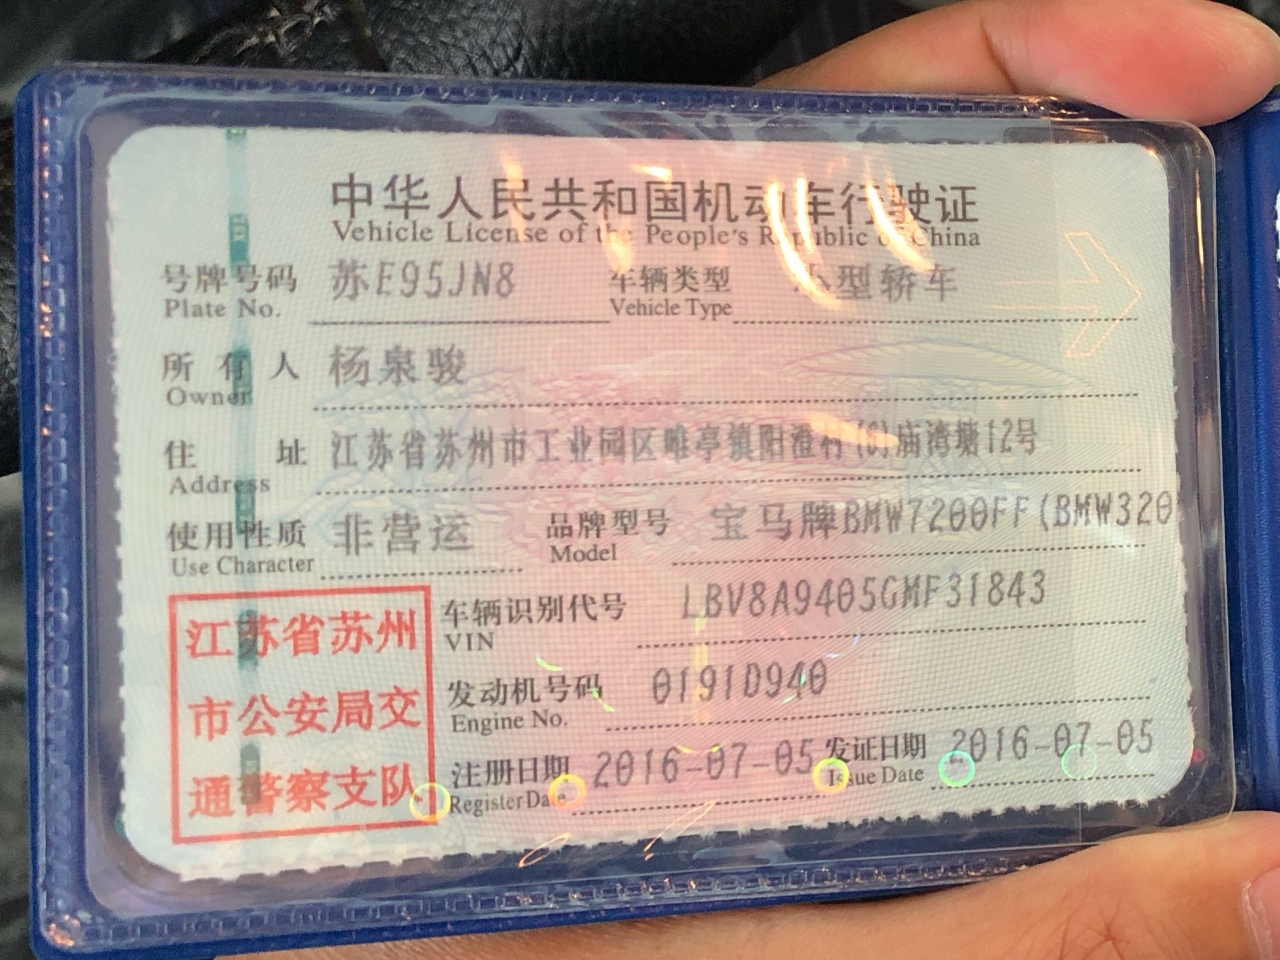 中华人民共和国机动车行驶证
Vehicle License of the People's Republic of China
号牌号码 苏E95JN8 车辆类型 小型轿车
Plate No. Vehicle Type
所有人 杨泉骏
Owner
住址 江苏省苏州市工业园区唯亭镇阳澄村(6)庙湾塘12号
Address
使用性质 非营运 品牌型号 宝马牌BMW7200FF(BMW320
Use Character Model
江苏省苏州
市公安局交
通警察支队
车辆识别代号 LBV8A9405GMF31843
VIN
发动机号码 0191D940
Engine No.
注册日期 2016-07-05 发证日期 2016-07-05
Register Date Issue Date